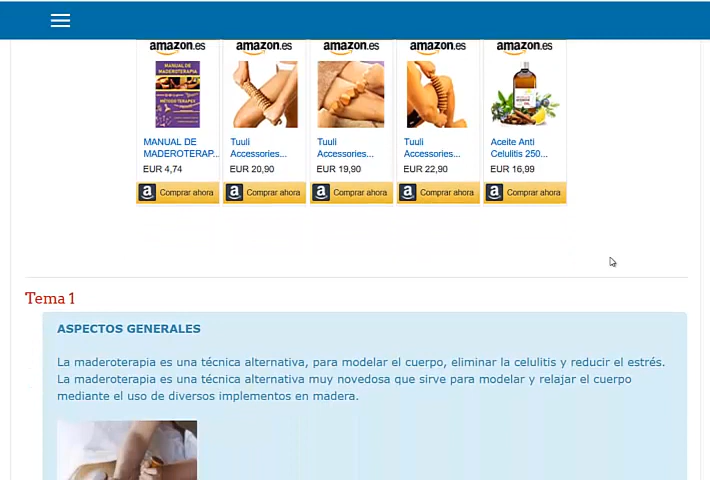 amazon.es amazon.es amazon.es amazon.es amazon.es
MANUAL DE MADEROTERAPIA
MANUAL DE Tuuli Tuuli Tuuli Aceite Anti
MADEROTERAP... Accessories... Accessories... Accessories... Celulitis 250...
EUR 4,74 EUR 20,90 EUR 19,90 EUR 22,90 EUR 16,99
a Comprar ahora a Comprar ahora a Comprar ahora a Comprar ahora a Comprar ahora
Tema 1
ASPECTOS GENERALES
La maderoterapia es una técnica alternativa, para modelar el cuerpo, eliminar la celulitis y reducir el estrés.
La maderoterapia es una técnica alternativa muy novedosa que sirve para modelar y relajar el cuerpo
mediante el uso de diversos implementos en madera.